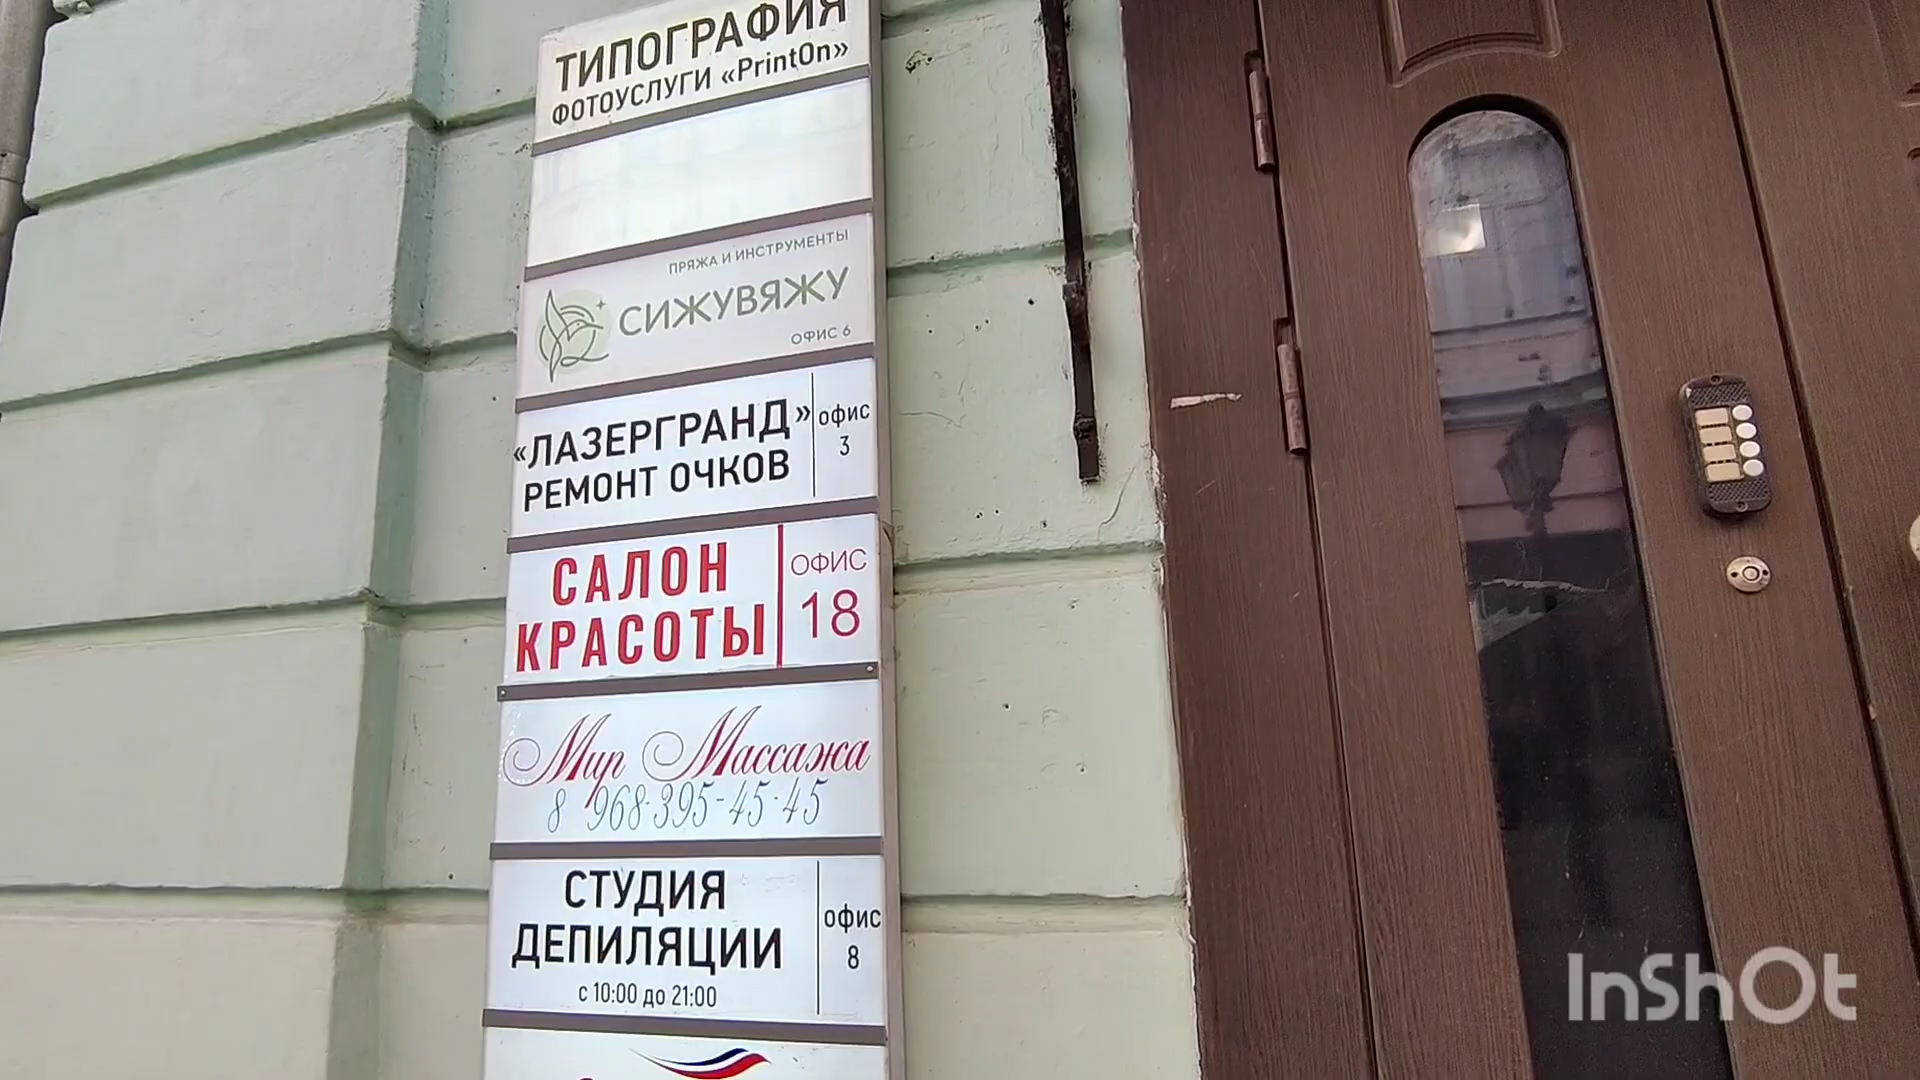 ТИПОГРАФИЯ
ФОТОУСЛУГИ «PrintOn»
ПРЯЖА И ИНСТРУМЕНТЫ
СИЖУВЯЖУ
ОФИС 6
«ЛАЗЕРГРАНД»
РЕМОНТ ОЧКОВ
офис
3
САЛОН
КРАСОТЫ
ОФИС
18
Мир Массажа
8 968-395-45-45
СТУДИЯ
ДЕПИЛЯЦИИ
с 10:00 до 21:00
офис
8
InShOt